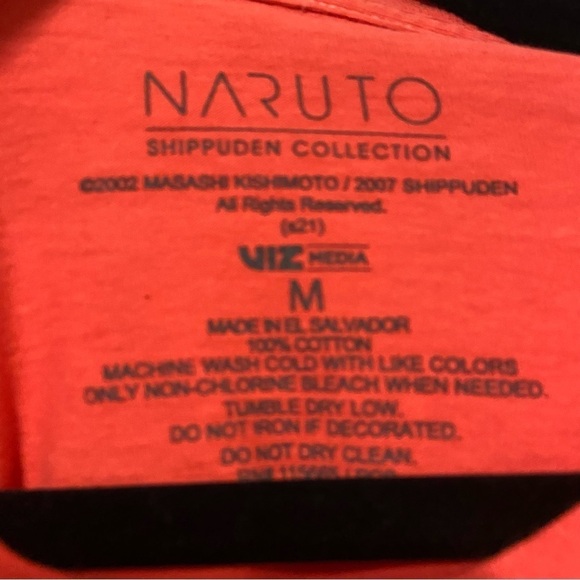 NARUTO
SHIPPUDEN COLLECTION
©2002 MASASHI KISHIMOTO / 2007 SHIPPUDEN
All Rights Reserved.
(s21)
VIZ MEDIA
M
MADE IN EL SALVADOR
100% COTTON
MACHINE WASH COLD WITH LIKE COLORS
ONLY NON-CHLORINE BLEACH WHEN NEEDED.
TUMBLE DRY LOW.
DO NOT IRON IF DECORATED.
DO NOT DRY CLEAN.